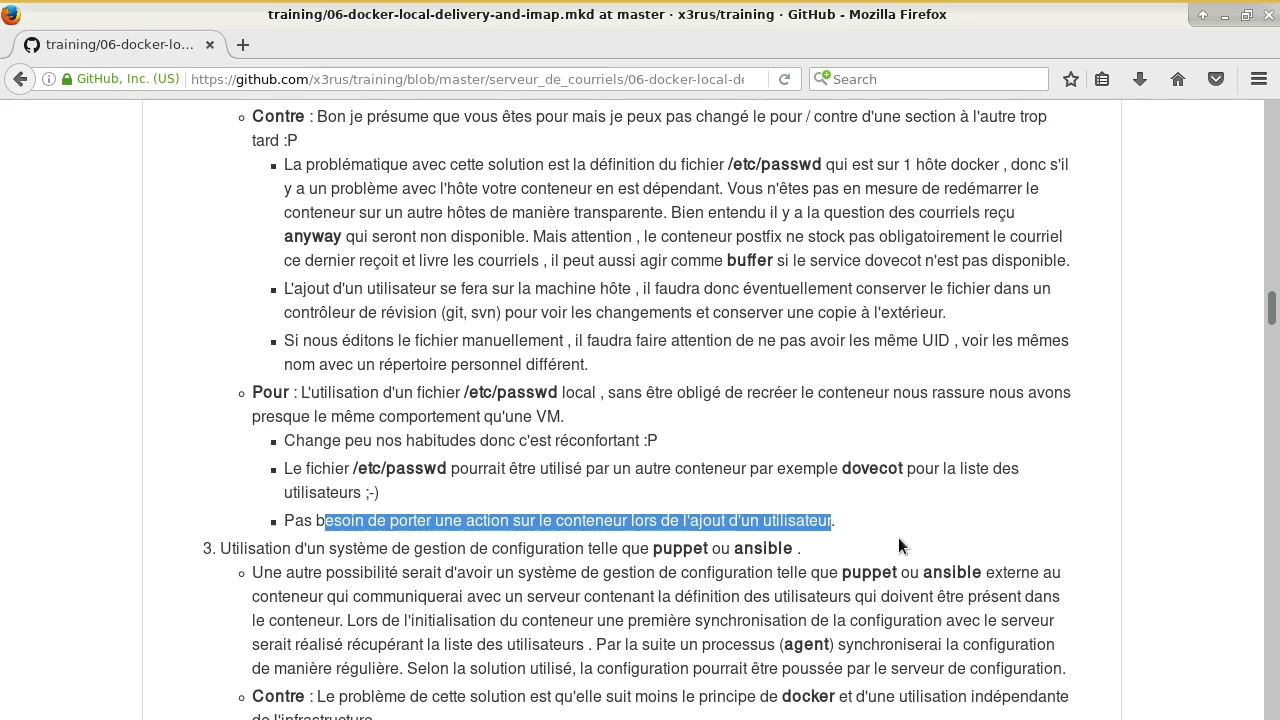 training/06-docker-local-delivery-and-imap.mkd at master · x3rus/training · GitHub - Mozilla Firefox
training/06-docker-lo...
GitHub, Inc. (US) https://github.com/x3rus/training/blob/master/serveur_de_courriels/06-docker-local-de
Search
Contre : Bon je présume que vous êtes pour mais je peux pas changé le pour / contre d'une section à l'autre trop
tard :P
La problématique avec cette solution est la définition du fichier /etc/passwd qui est sur 1 hôte docker , donc s'il
y a un problème avec l'hôte votre conteneur en est dépendant. Vous n'êtes pas en mesure de redémarrer le
conteneur sur un autre hôtes de manière transparente. Bien entendu il y a la question des courriels reçu
anyway qui seront non disponible. Mais attention , le conteneur postfix ne stock pas obligatoirement le courriel
ce dernier reçoit et livre les courriels , il peut aussi agir comme buffer si le service dovecot n'est pas disponible.
L'ajout d'un utilisateur se fera sur la machine hôte , il faudra donc éventuellement conserver le fichier dans un
contrôleur de révision (git, svn) pour voir les changements et conserver une copie à l'extérieur.
Si nous éditons le fichier manuellement , il faudra faire attention de ne pas avoir les même UID , voir les mêmes
nom avec un répertoire personnel différent.
Pour : L'utilisation d'un fichier /etc/passwd local , sans être obligé de recréer le conteneur nous rassure nous avons
presque le même comportement qu'une VM.
Change peu nos habitudes donc c'est réconfortant :P
Le fichier /etc/passwd pourrait être utilisé par un autre conteneur par exemple dovecot pour la liste des
utilisateurs ;-)
Pas besoin de porter une action sur le conteneur lors de l'ajout d'un utilisateur.
3. Utilisation d'un système de gestion de configuration telle que puppet ou ansible .
Une autre possibilité serait d'avoir un système de gestion de configuration telle que puppet ou ansible externe au
conteneur qui communiquerai avec un serveur contenant la définition des utilisateurs qui doivent être présent dans
le conteneur. Lors de l'initialisation du conteneur une première synchronisation de la configuration avec le serveur
serait réalisé récupérant la liste des utilisateurs . Par la suite un processus (agent) synchroniserai la configuration
de manière régulière. Selon la solution utilisé, la configuration pourrait être poussée par le serveur de configuration.
Contre : Le problème de cette solution est qu'elle suit moins le principe de docker et d'une utilisation indépendante
de l'infrastructure